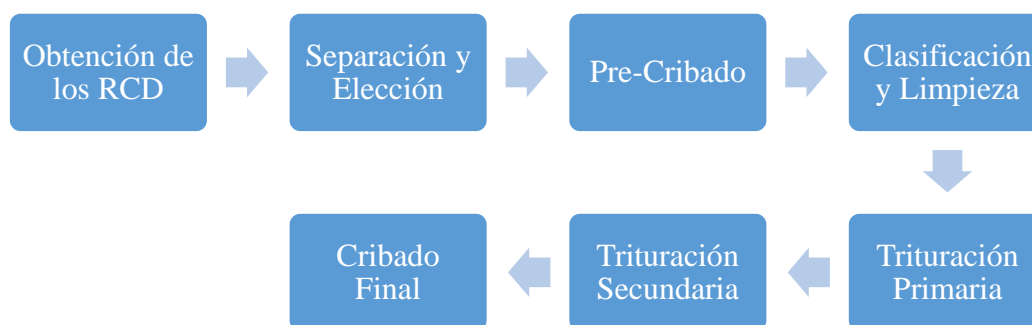 Obtención de
los RCD
Separación y
Elección
Pre-Cribado
Clasificación
y Limpieza
Trituración
Primaria
Trituración
Secundaria
Cribado
Final